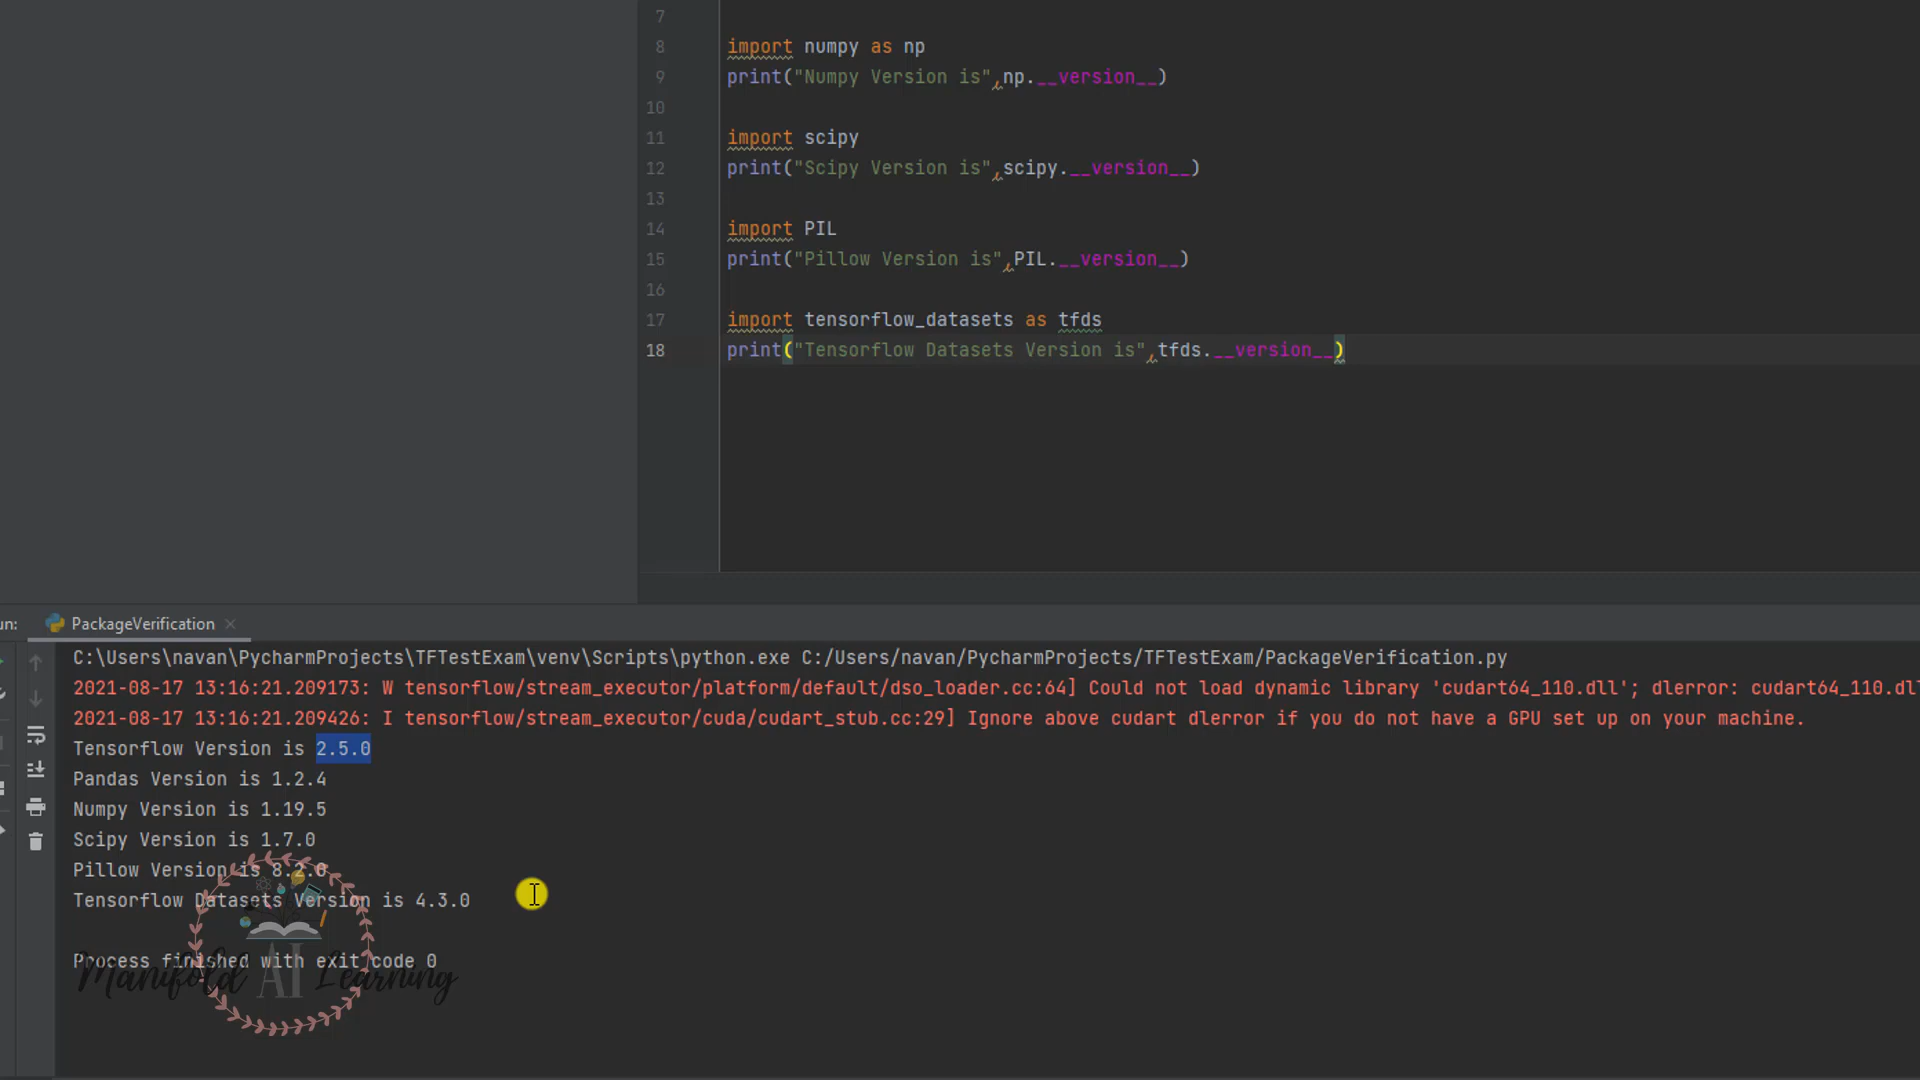 7
8 import numpy as np
9 print("Numpy Version is",np.__version__)
10
11 import scipy
12 print("Scipy Version is",scipy.__version__)
13
14 import PIL
15 print("Pillow Version is",PIL.__version__)
16
17 import tensorflow_datasets as tfds
18 print("Tensorflow Datasets Version is",tfds.__version__)
un: PackageVerification
C:\Users\navan\PycharmProjects\TFTestExam\venv\Scripts\python.exe C:/Users/navan/PycharmProjects/TFTestExam/PackageVerification.py
2021-08-17 13:16:21.209173: W tensorflow/stream_executor/platform/default/dso_loader.cc:64] Could not load dynamic library 'cudart64_110.dll'; dlerror: cudart64_110.dll
2021-08-17 13:16:21.209426: I tensorflow/stream_executor/cuda/cudart_stub.cc:29] Ignore above cudart dlerror if you do not have a GPU set up on your machine.
Tensorflow Version is 2.5.0
Pandas Version is 1.2.4
Numpy Version is 1.19.5
Scipy Version is 1.7.0
Pillow Version is 8.2.0
Tensorflow Datasets Version is 4.3.0
Process finished with exit code 0
Manifold AI Learning